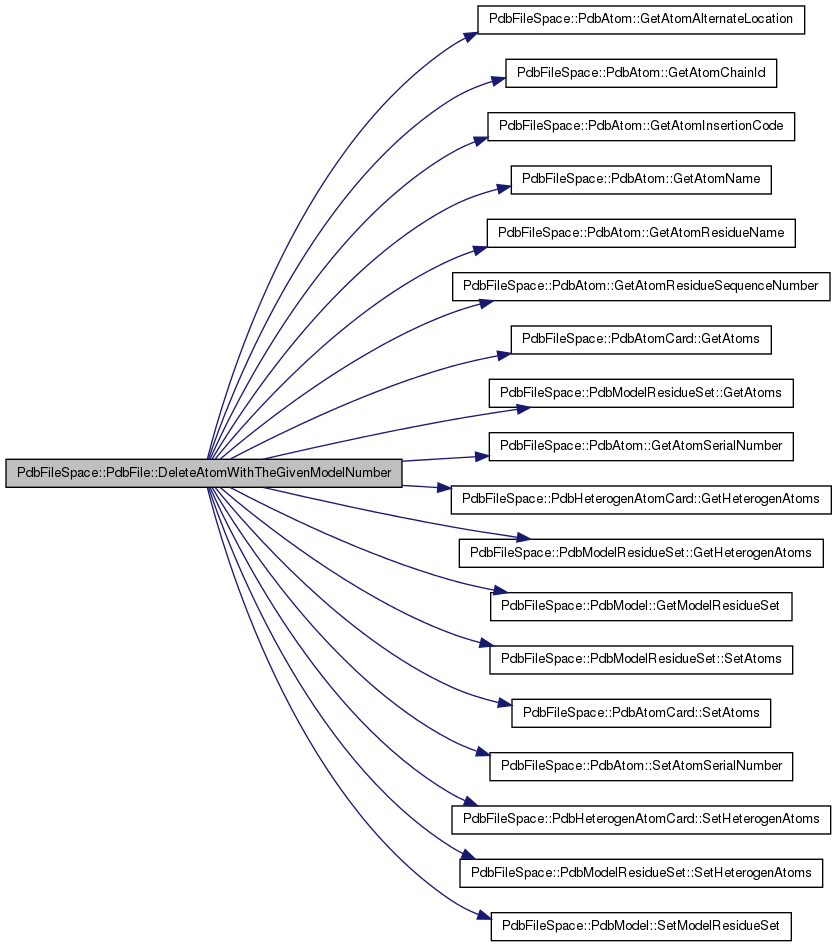 PdbFileSpace::PdbAtom::GetAtomAlternateLocation
PdbFileSpace::PdbAtom::GetAtomChainId
PdbFileSpace::PdbAtom::GetAtomInsertionCode
PdbFileSpace::PdbAtom::GetAtomName
PdbFileSpace::PdbAtom::GetAtomResidueName
PdbFileSpace::PdbAtom::GetAtomResidueSequenceNumber
PdbFileSpace::PdbAtomCard::GetAtoms
PdbFileSpace::PdbModelResidueSet::GetAtoms
PdbFileSpace::PdbAtom::GetAtomSerialNumber
PdbFileSpace::PdbFile::DeleteAtomWithTheGivenModelNumber
PdbFileSpace::PdbHeterogenAtomCard::GetHeterogenAtoms
PdbFileSpace::PdbModelResidueSet::GetHeterogenAtoms
PdbFileSpace::PdbModel::GetModelResidueSet
PdbFileSpace::PdbModelResidueSet::SetAtoms
PdbFileSpace::PdbAtomCard::SetAtoms
PdbFileSpace::PdbAtom::SetAtomSerialNumber
PdbFileSpace::PdbHeterogenAtomCard::SetHeterogenAtoms
PdbFileSpace::PdbModelResidueSet::SetHeterogenAtoms
PdbFileSpace::PdbModel::SetModelResidueSet